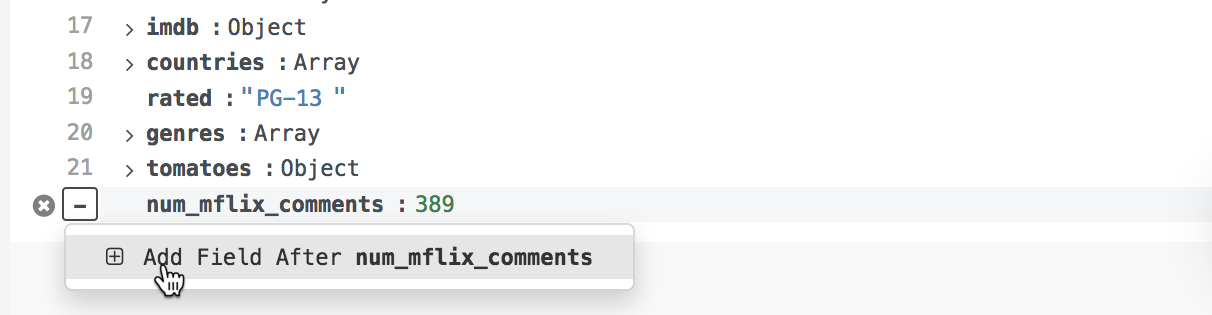 17 > imdb :Object
18 > countries :Array
19 rated :"PG-13 "
20 > genres :Array
21 > tomatoes :Object
− num_mflix_comments :389
Add Field After num_mflix_comments